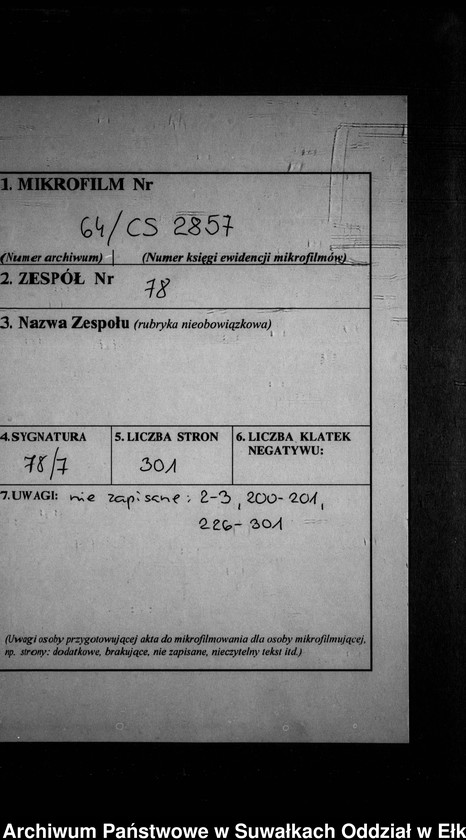 1. MIKROFILM Nr
64/CS 2857
(Numer archiwum) (Numer księgi ewidencji mikrofilmów)
2. ZESPÓŁ Nr 78
3. Nazwa Zespołu (rubryka nieobowiązkowa)
4. SYGNATURA 5. LICZBA STRON 6. LICZBA KLATEK
NEGATYWU:
78/7 301
7. UWAGI: nie zapisane: 2-3, 200-201,
226-301
(Uwagi osoby przygotowującej akta do mikrofilmowania dla osoby mikrofilmującej,
np. strony: dodatkowe, brakujące, nie zapisane, nieczytelny tekst itd.)
Archiwum Państwowe w Suwałkach Oddział w Ełk